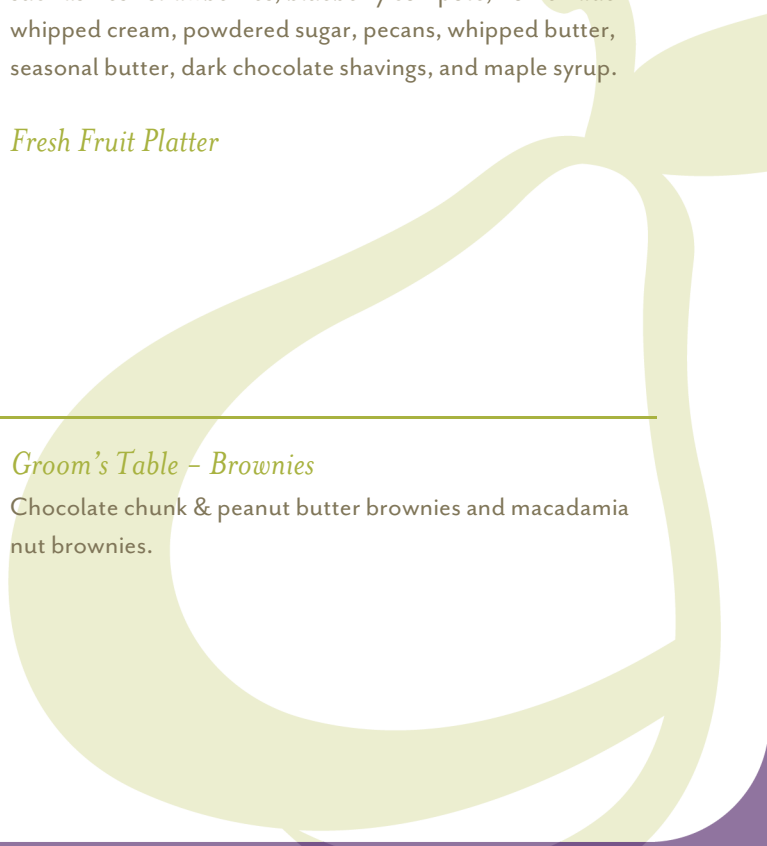 whipped cream, powdered sugar, pecans, whipped butter,
seasonal butter, dark chocolate shavings, and maple syrup.
Fresh Fruit Platter
Groom's Table – Brownies
Chocolate chunk & peanut butter brownies and macadamia
nut brownies.